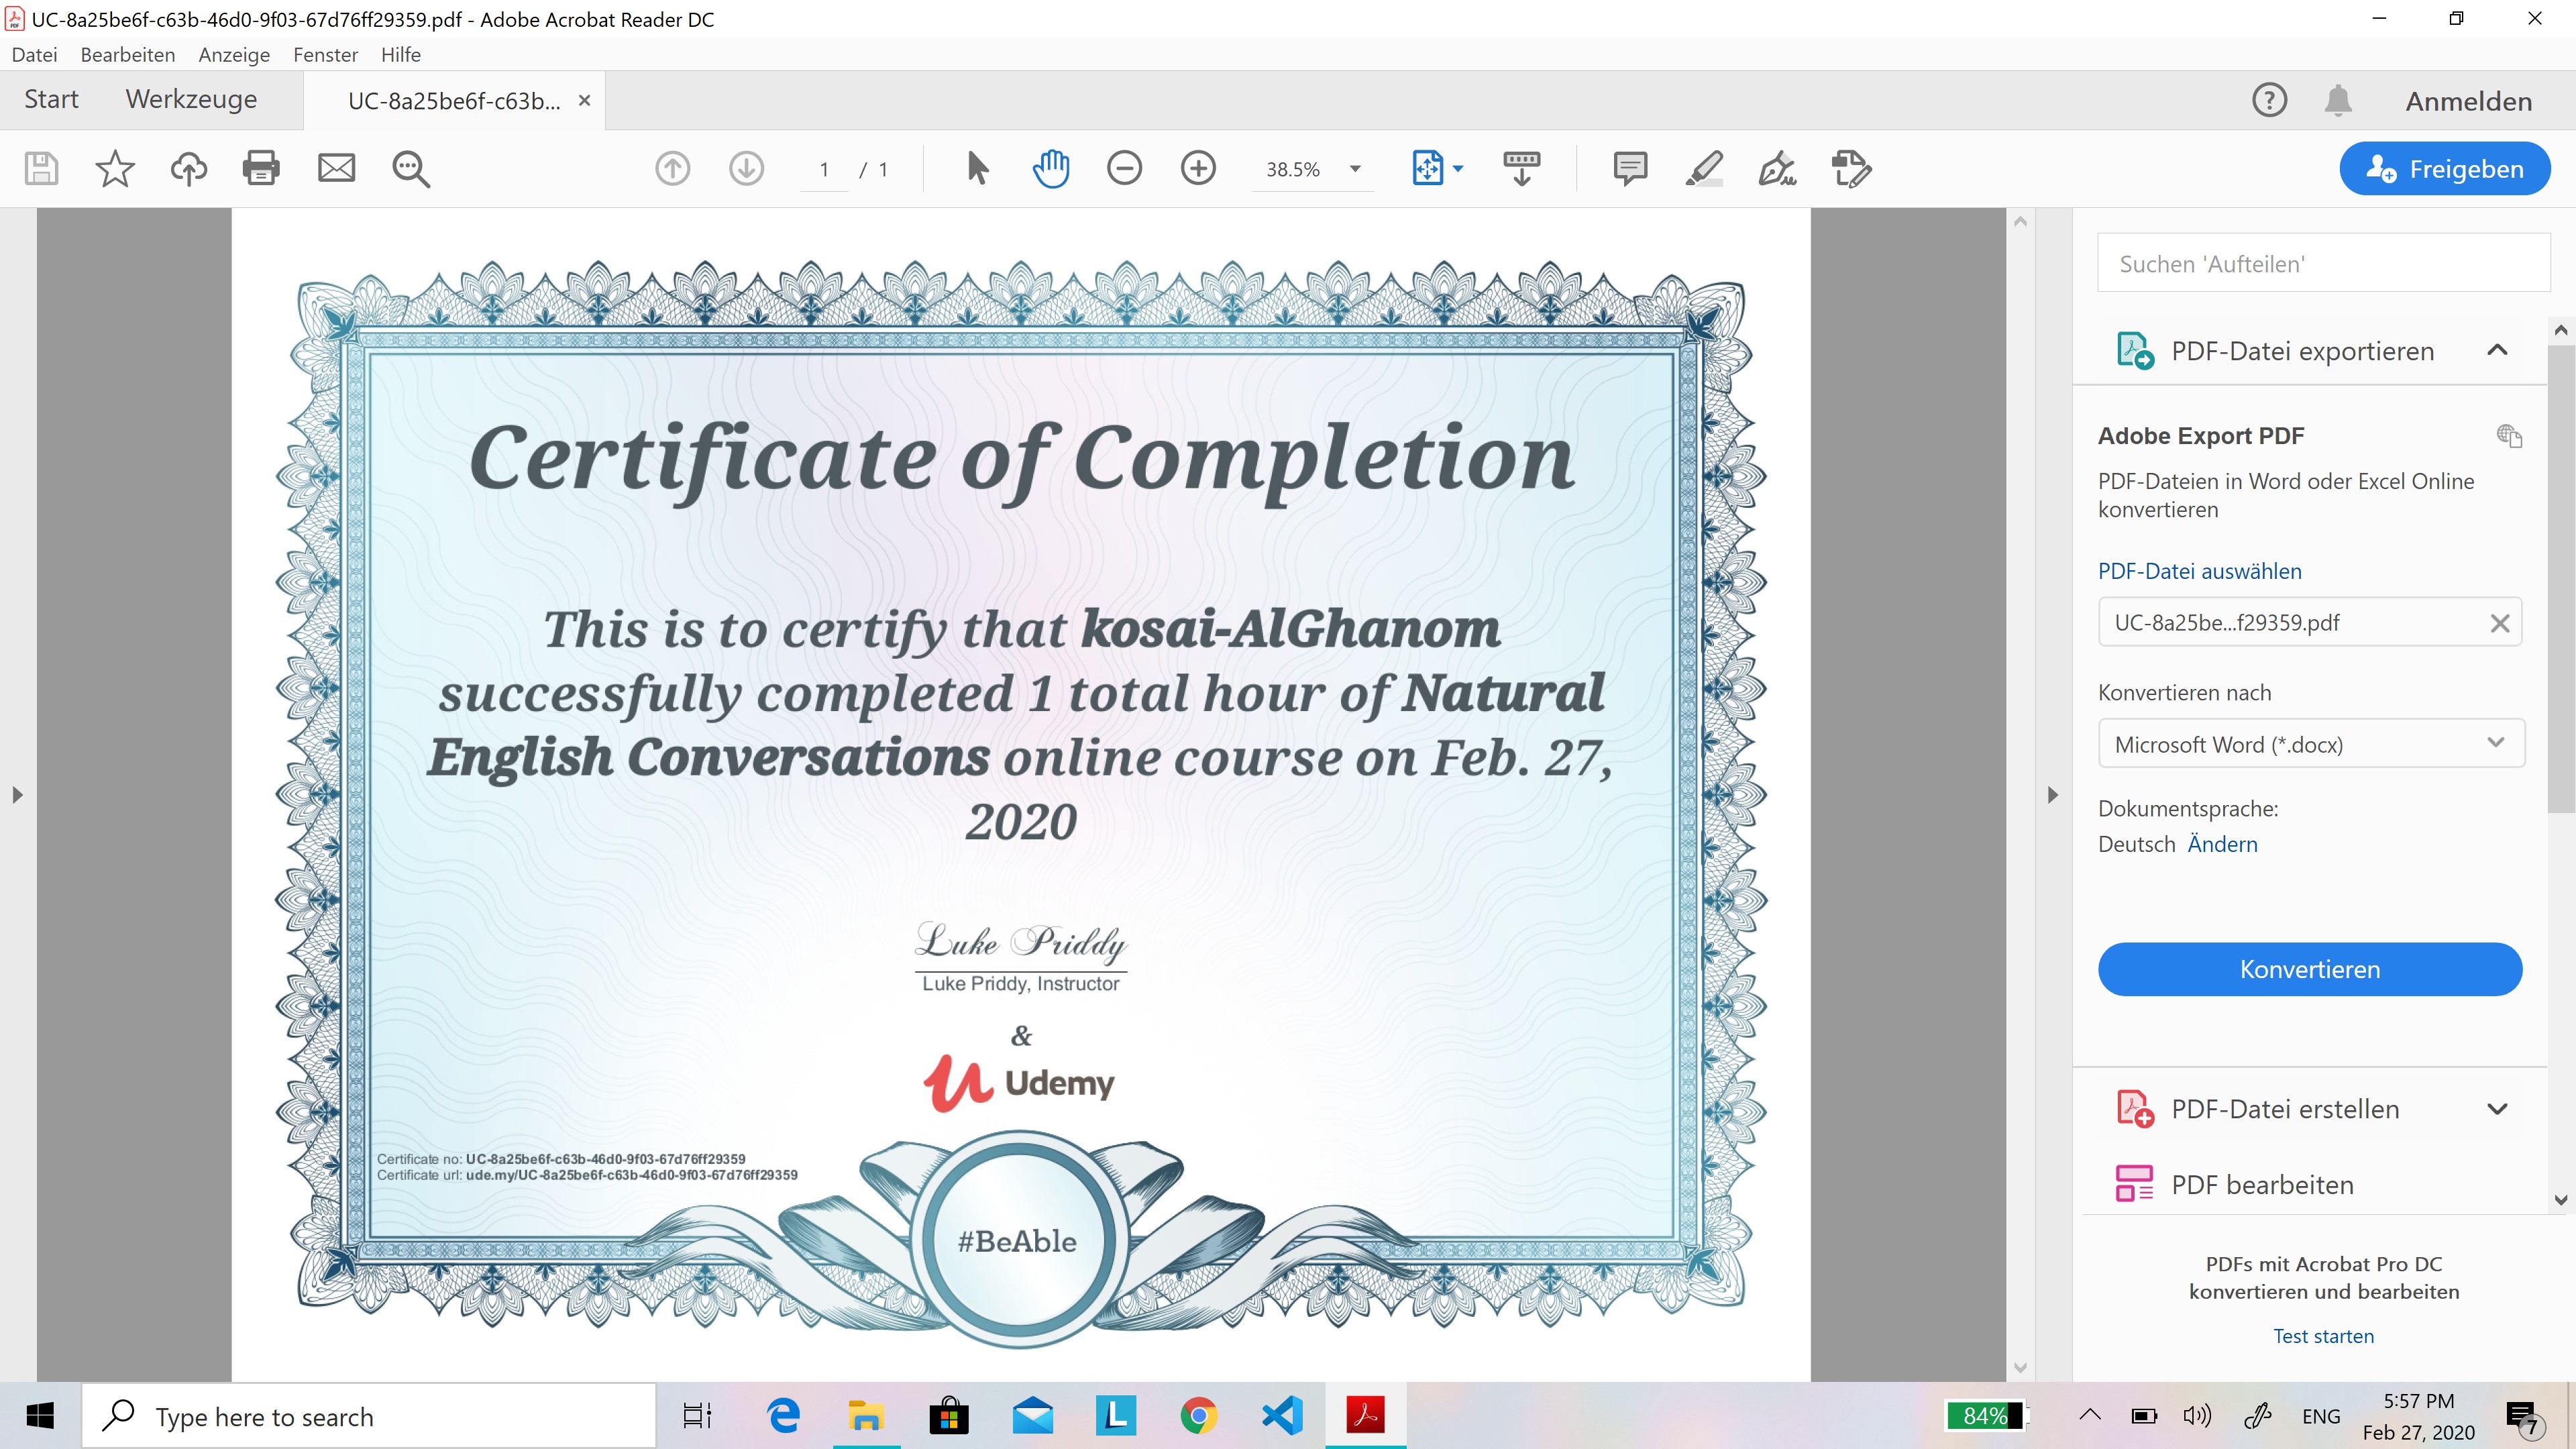 UC-8a25be6f-c63b-46d0-9f03-67d76ff29359.pdf - Adobe Acrobat Reader DC
Datei Bearbeiten Anzeige Fenster Hilfe
Start Werkzeuge UC-8a25be6f-c63b... Anmelden
1 / 1 38.5% Freigeben
Certificate of Completion
This is to certify that kosai-AlGhanom
successfully completed 1 total hour of Natural
English Conversations online course on Feb. 27,
2020
Luke Priddy
Luke Priddy, Instructor
&
Udemy
Certificate no: UC-8a25be6f-c63b-46d0-9f03-67d76ff29359
Certificate url: ude.my/UC-8a25be6f-c63b-46d0-9f03-67d76ff29359
#BeAble
Suchen 'Aufteilen'
PDF-Datei exportieren
Adobe Export PDF
PDF-Dateien in Word oder Excel Online
konvertieren
PDF-Datei auswählen
UC-8a25be...f29359.pdf
Konvertieren nach
Microsoft Word (*.docx)
Dokumentsprache:
Deutsch Ändern
Konvertieren
PDF-Datei erstellen
PDF bearbeiten
PDFs mit Acrobat Pro DC
konvertieren und bearbeiten
Test starten
Type here to search
L
84%
ENG
5:57 PM
Feb 27, 2020
7